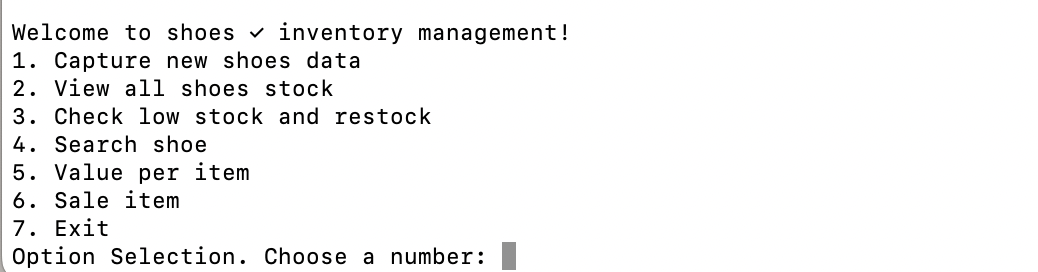 Welcome to shoes ✓ inventory management!
1. Capture new shoes data
2. View all shoes stock
3. Check low stock and restock
4. Search shoe
5. Value per item
6. Sale item
7. Exit
Option Selection. Choose a number: